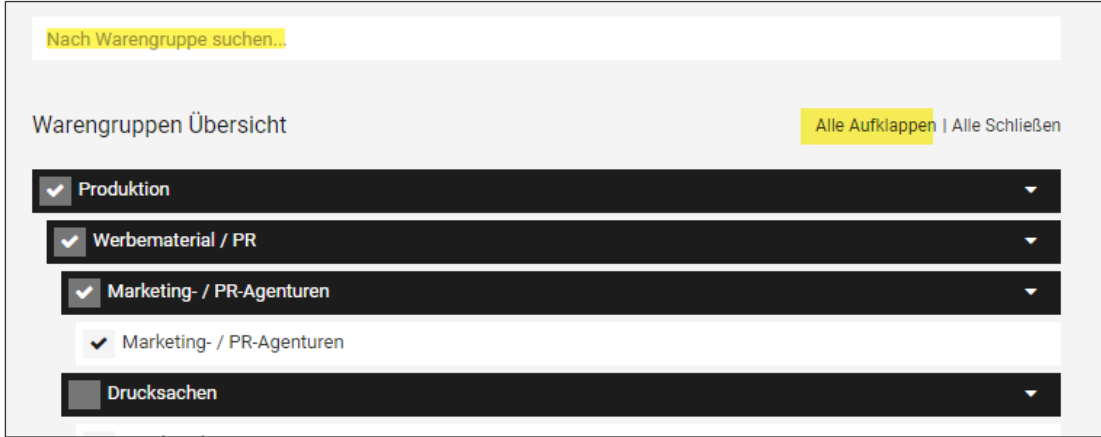 Nach Warengruppe suchen...
Warengruppen Übersicht
Alle Aufklappen | Alle Schließen
Produktion
Werbematerial / PR
Marketing- / PR-Agenturen
Marketing- / PR-Agenturen
Drucksachen